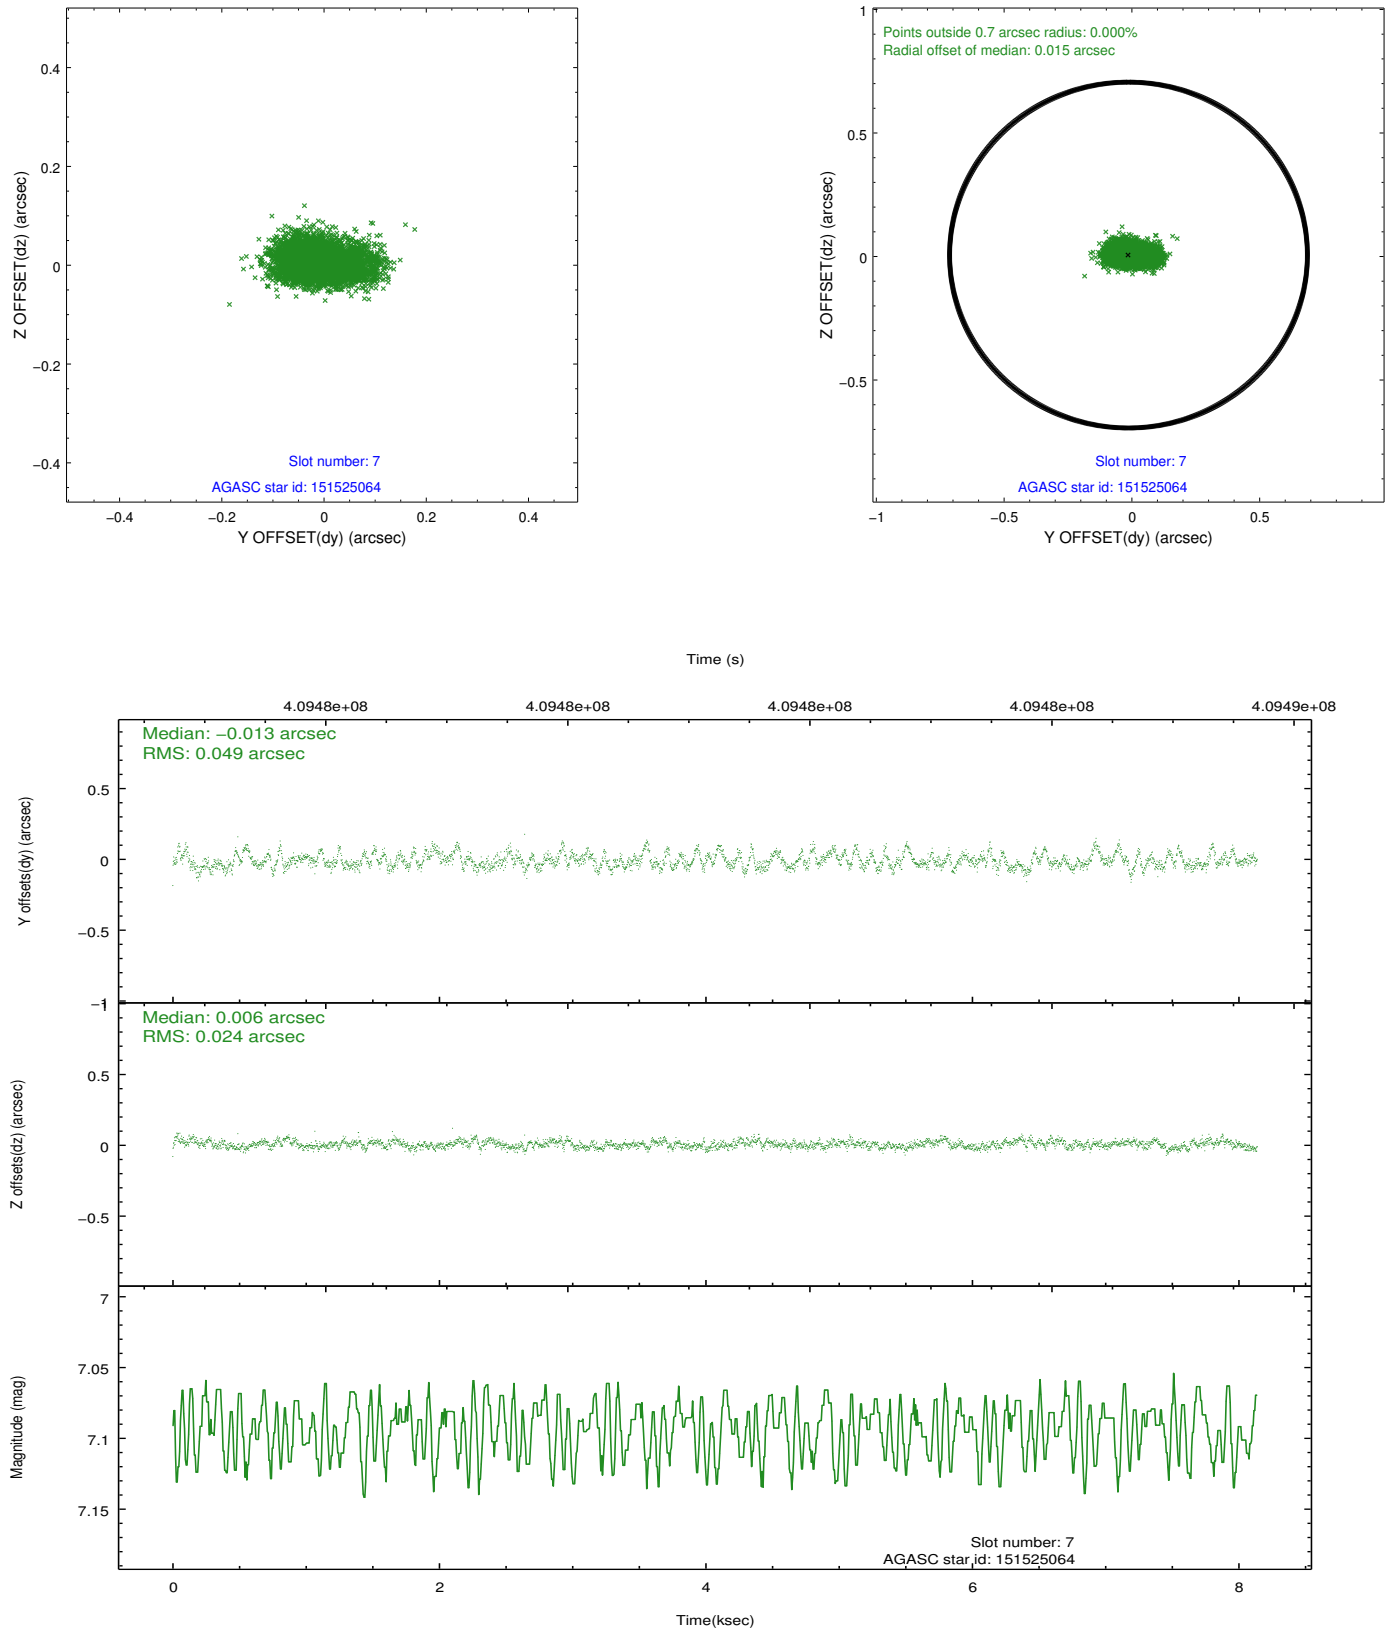 0.4
0.2
0
−0.2
−0.4
Z OFFSET(dz) (arcsec)
Slot number: 7
AGASC star id: 151525064
−0.4
−0.2
0
0.2
0.4
Y OFFSET(dy) (arcsec)
Points outside 0.7 arcsec radius: 0.000%
Radial offset of median: 0.015 arcsec
1
0.5
0
−0.5
Z OFFSET(dz) (arcsec)
Slot number: 7
AGASC star id: 151525064
−1
−0.5
0
0.5
Y OFFSET(dy) (arcsec)
Time (s)
4.0948e+08
4.0948e+08
4.0948e+08
4.0948e+08
4.0949e+08
Median: −0.013 arcsec
RMS: 0.049 arcsec
0.5
0
−0.5
−1
Y offsets(dy) (arcsec)
Median: 0.006 arcsec
RMS: 0.024 arcsec
1
0.5
0
−0.5
Z offsets(dz) (arcsec)
7
7.05
7.1
7.15
Magnitude (mag)
Slot number: 7
AGASC star id: 151525064
0
2
4
6
8
Time(ksec)